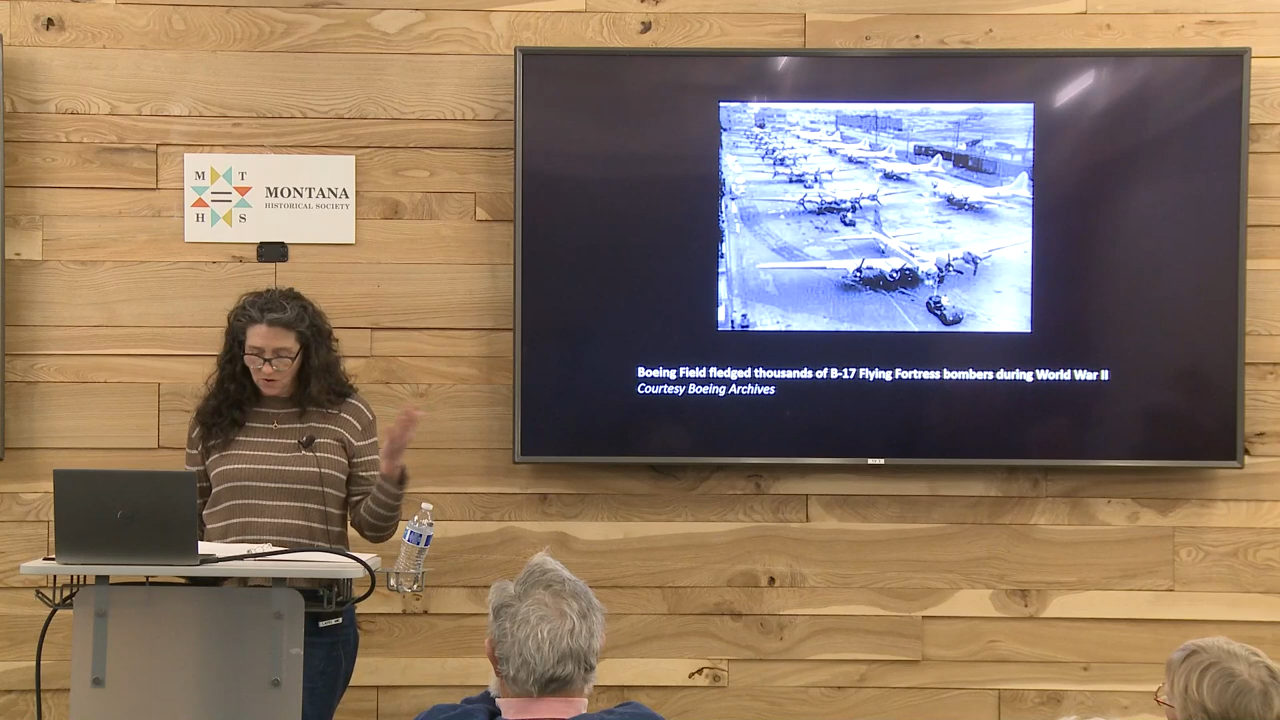 M T
H S
MONTANA
HISTORICAL SOCIETY
Boeing Field fledged thousands of B-17 Flying Fortress bombers during World War II
Courtesy Boeing Archives